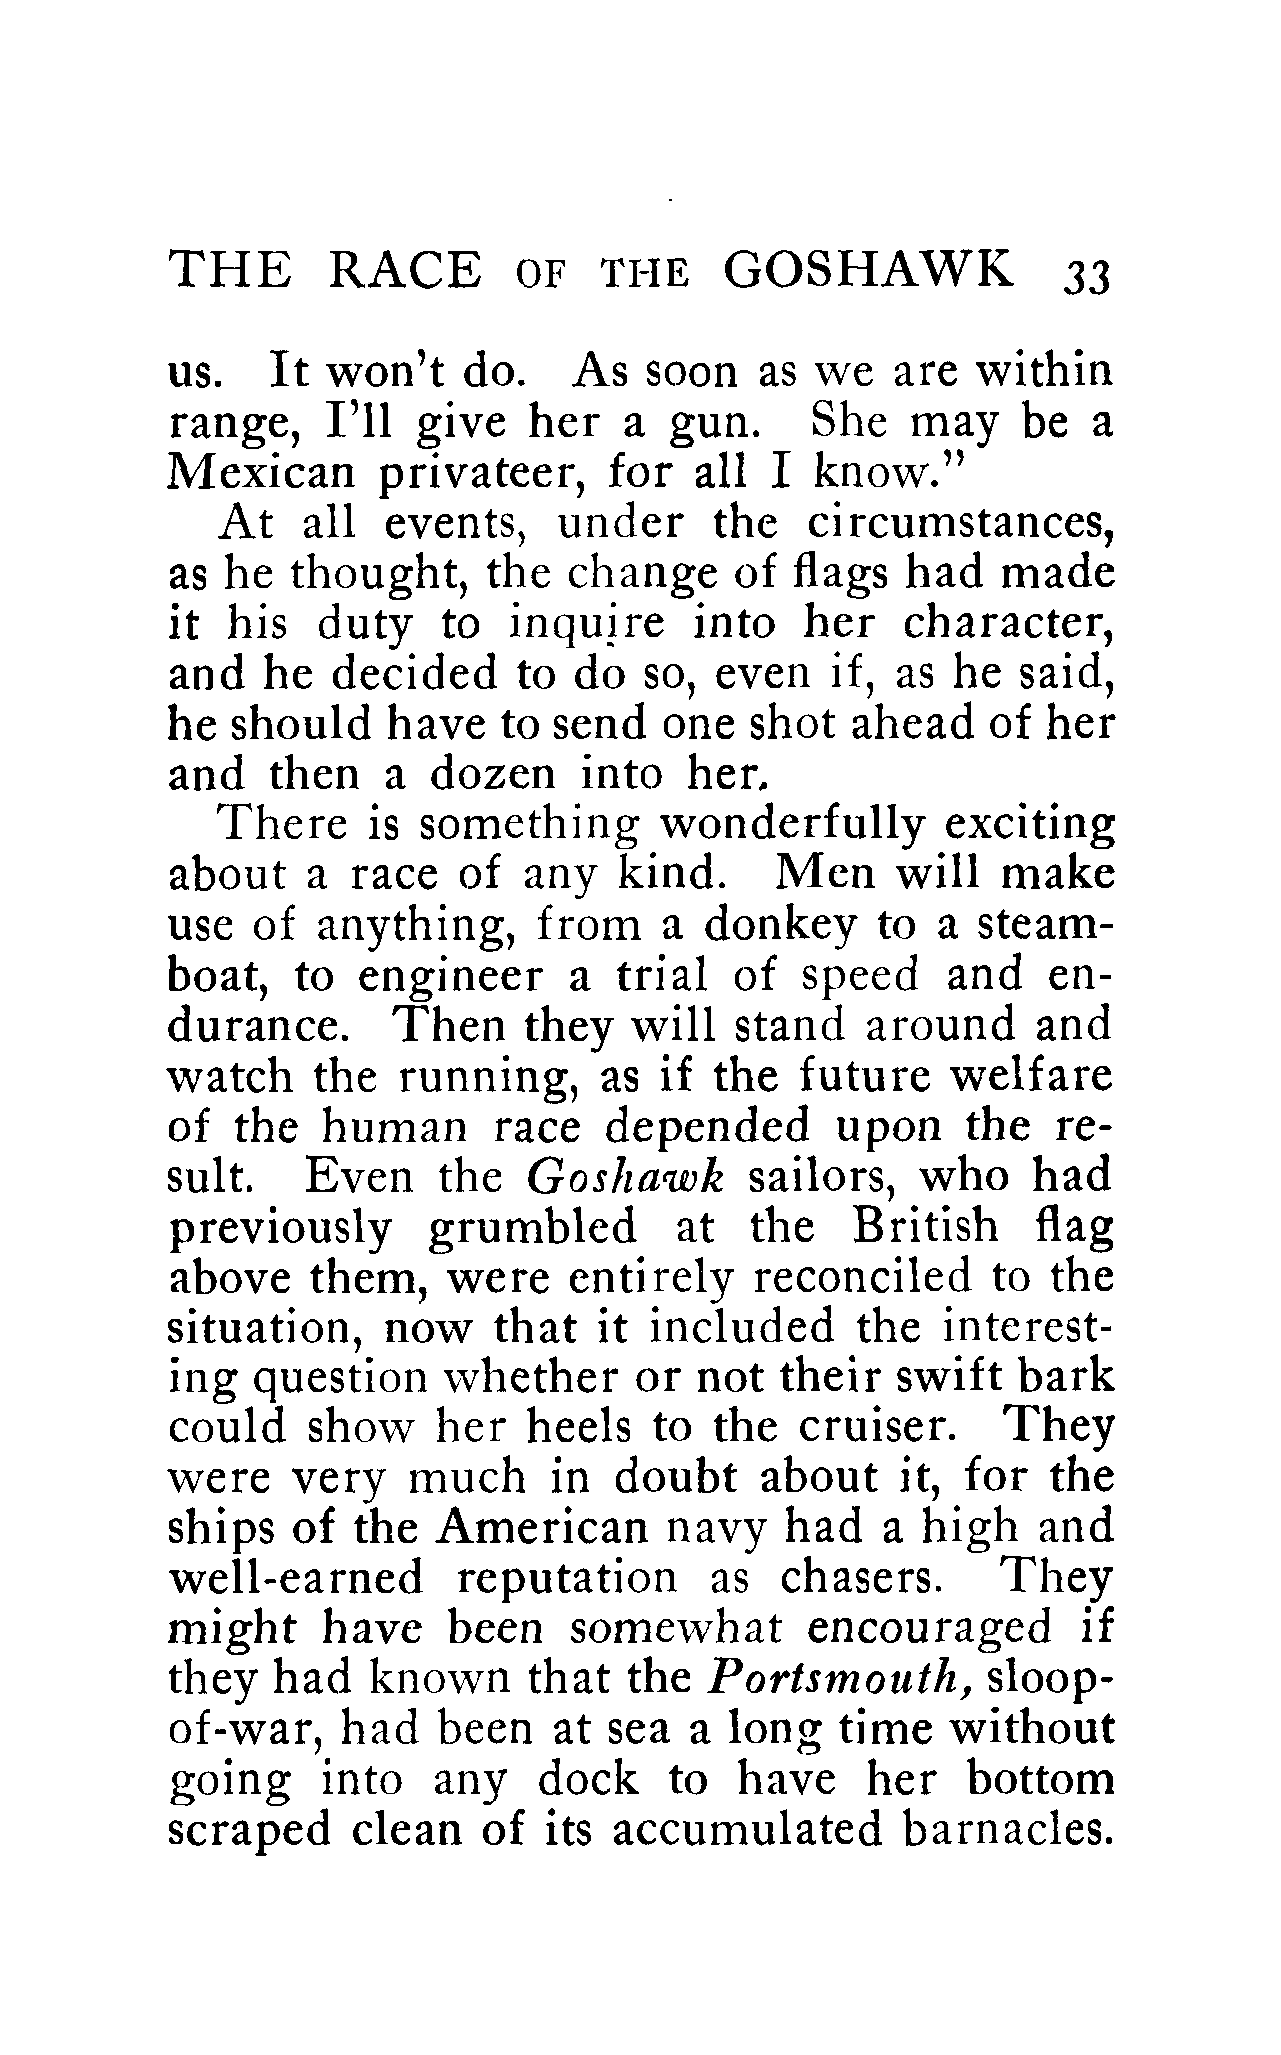 THE RACE OF THE GOSHAWK 33
us. It won't do. As soon as we are within
range, I'll give her a gun. She may be a
Mexican privateer, for all I know."
At all events, under the circumstances,
as he thought, the change of flags had made
it his duty to inquire into her character,
and he decided to do so, even if, as he said,
he should have to send one shot ahead of her
and then a dozen into her.
There is something wonderfully exciting
about a race of any kind. Men will make
use of anything, from a donkey to a steam-
boat, to engineer a trial of speed and en-
durance. Then they will stand around and
watch the running, as if the future welfare
of the human race depended upon the re-
sult. Even the Goshawk sailors, who had
previously grumbled at the British flag
above them, were entirely reconciled to the
situation, now that it included the interest-
ing question whether or not their swift bark
could show her heels to the cruiser. They
were very much in doubt about it, for the
ships of the American navy had a high and
well-earned reputation as chasers. They
might have been somewhat encouraged if
they had known that the Portsmouth, sloop-
of-war, had been at sea a long time without
going into any dock to have her bottom
scraped clean of its accumulated barnacles.